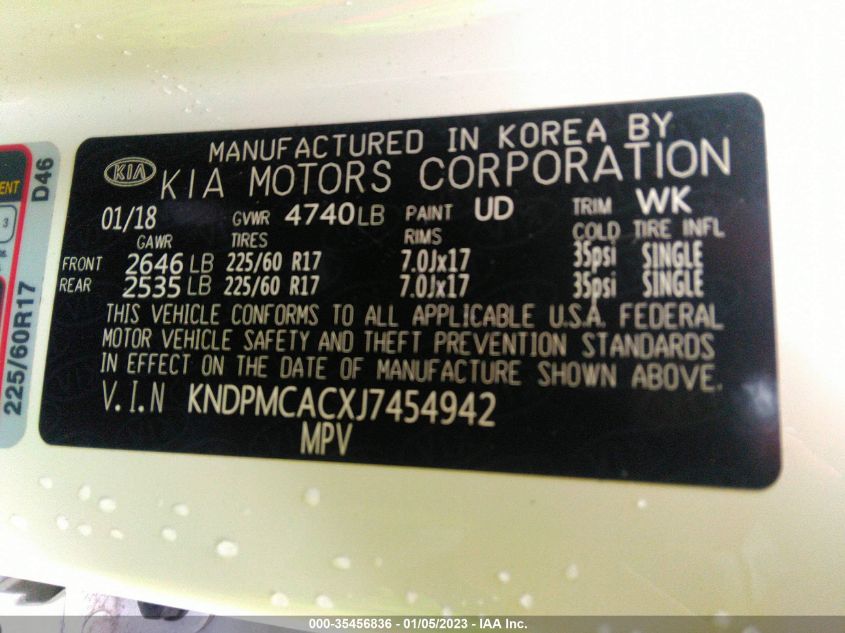 MANUFACTURED IN KOREA BY
KIA KIA MOTORS CORPORATION
01/18 GVWR 4740 LB PAINT UD TRIM WK
GAWR TIRES RIMS COLD TIRE INFL
FRONT 2646 LB 225/60 R17 7.0Jx17 35psi SINGLE
REAR 2535 LB 225/60 R17 7.0Jx17 35psi SINGLE
THIS VEHICLE CONFORMS TO ALL APPLICABLE U.S.A. FEDERAL
MOTOR VEHICLE SAFETY AND THEFT PREVENTION STANDARDS
IN EFFECT ON THE DATE OF MANUFACTURE SHOWN ABOVE.
V.I.N KNDPMCACXJ7454942
MPV
D46
3
225/60R17
000-35456836 - 01/05/2023 - IAA Inc.